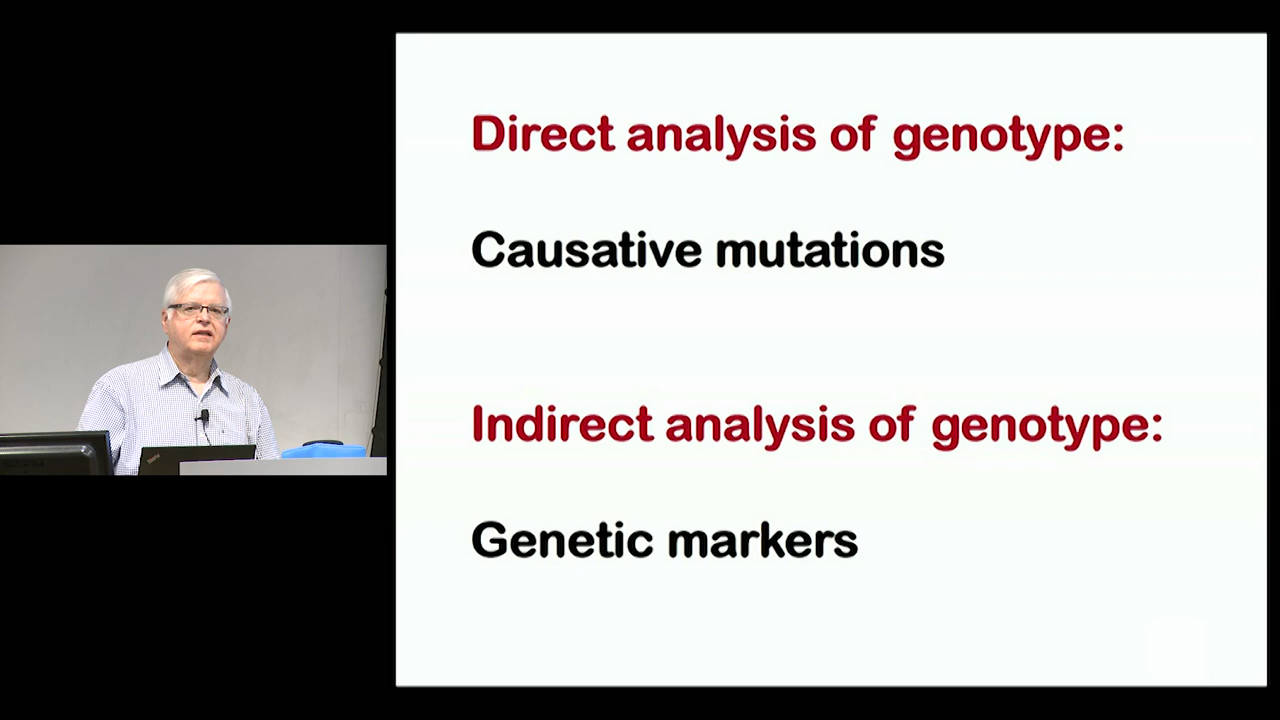 Direct analysis of genotype:
Causative mutations
Indirect analysis of genotype:
Genetic markers